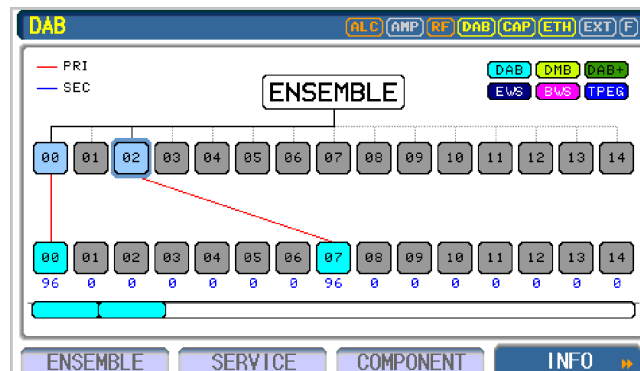 DAB ALC AMP RF DAB CAP ETH EXT F
PRI DAB DMB DAB+
SEC ENSEMBLE EWS BWS TPEG
00 01 02 03 04 05 06 07 08 09 10 11 12 13 14
00 01 02 03 04 05 06 07 08 09 10 11 12 13 14
96 0 0 0 0 0 0 96 0 0 0 0 0 0 0
ENSEMBLE SERVICE COMPONENT INFO